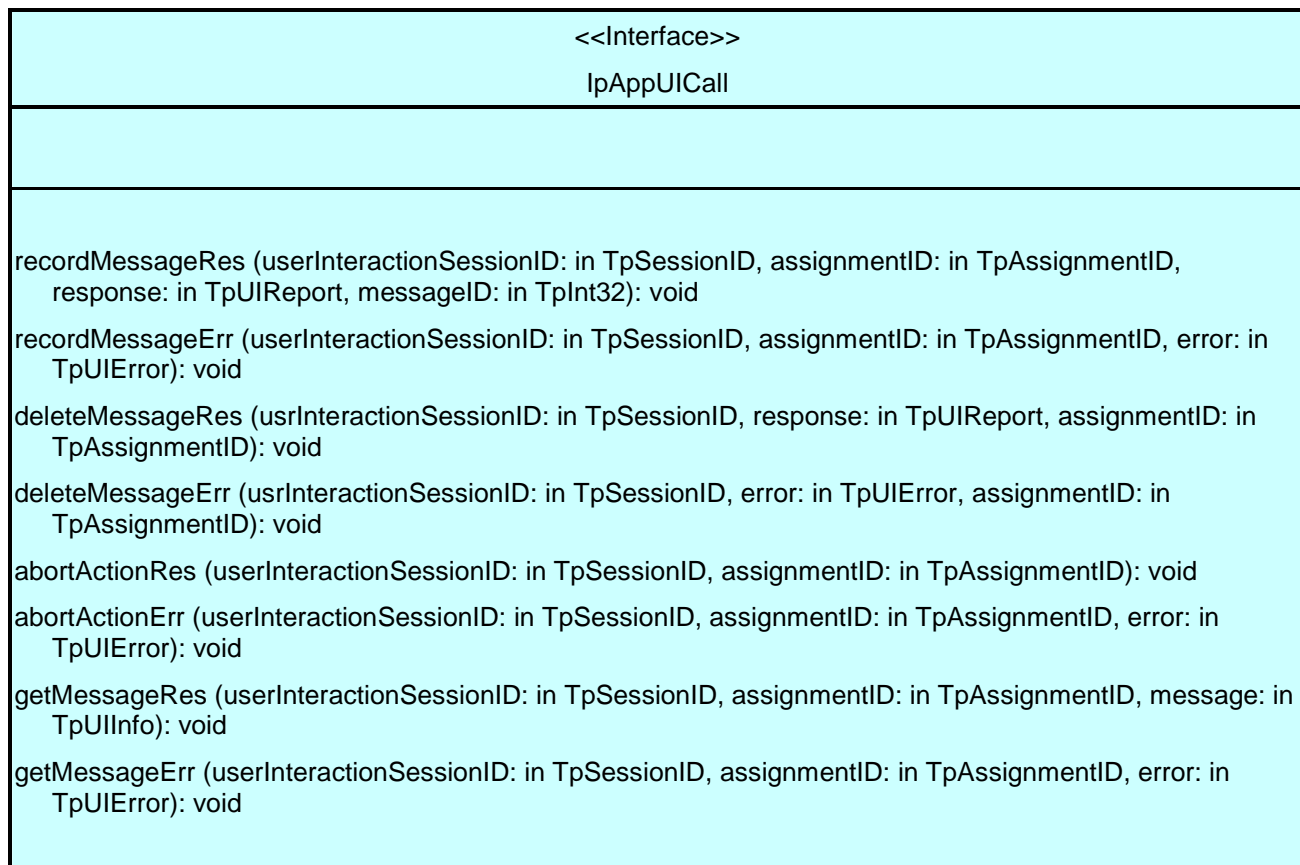 <<Interface>>
IpAppUICall
recordMessageRes (userInteractionSessionID: in TpSessionID, assignmentID: in TpAssignmentID,
response: in TpUIReport, messageID: in TpInt32): void
recordMessageErr (userInteractionSessionID: in TpSessionID, assignmentID: in TpAssignmentID, error: in
TpUIError): void
deleteMessageRes (usrInteractionSessionID: in TpSessionID, response: in TpUIReport, assignmentID: in
TpAssignmentID): void
deleteMessageErr (usrInteractionSessionID: in TpSessionID, error: in TpUIError, assignmentID: in
TpAssignmentID): void
abortActionRes (userInteractionSessionID: in TpSessionID, assignmentID: in TpAssignmentID): void
abortActionErr (userInteractionSessionID: in TpSessionID, assignmentID: in TpAssignmentID, error: in
TpUIError): void
getMessageRes (userInteractionSessionID: in TpSessionID, assignmentID: in TpAssignmentID, message: in
TpUIInfo): void
getMessageErr (userInteractionSessionID: in TpSessionID, assignmentID: in TpAssignmentID, error: in
TpUIError): void